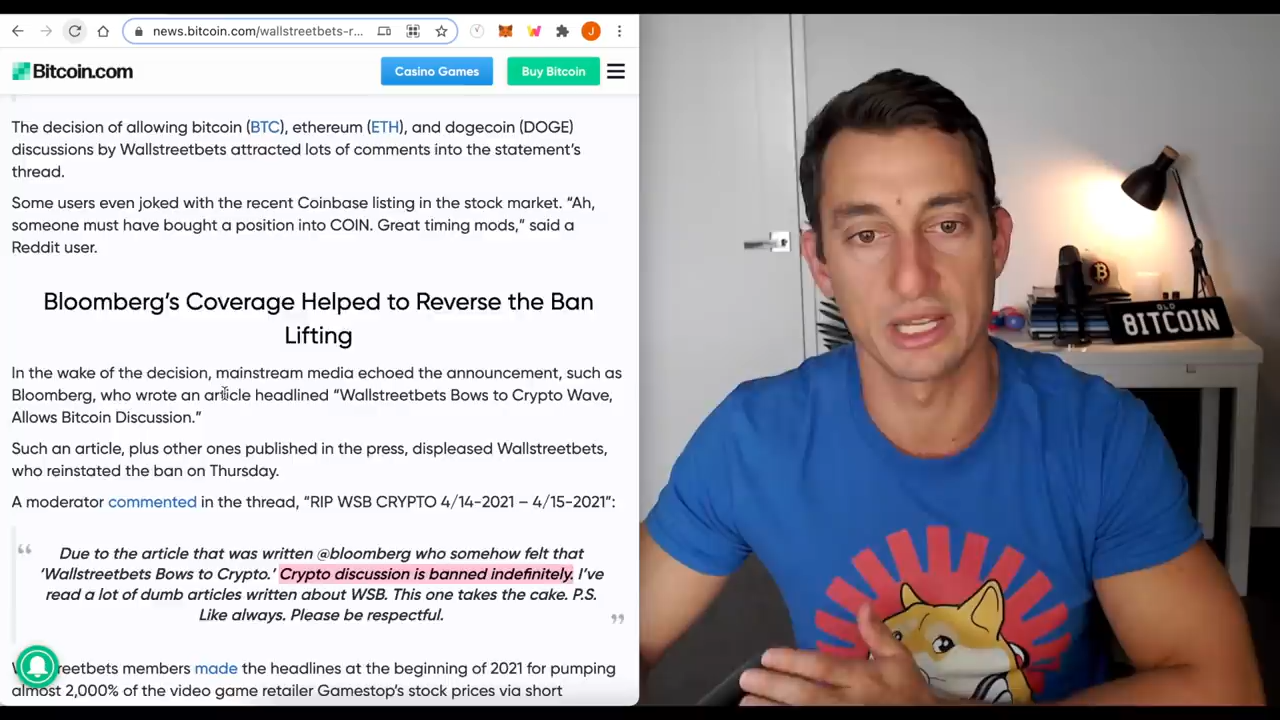 news.bitcoin.com/wallstreetbets-r...
J
Bitcoin.com
Casino Games
Buy Bitcoin
The decision of allowing bitcoin (BTC), ethereum (ETH), and dogecoin (DOGE)
discussions by Wallstreetbets attracted lots of comments into the statement's
thread.
Some users even joked with the recent Coinbase listing in the stock market. “Ah,
someone must have bought a position into COIN. Great timing mods,” said a
Reddit user.
Bloomberg's Coverage Helped to Reverse the Ban
Lifting
In the wake of the decision, mainstream media echoed the announcement, such as
Bloomberg, who wrote an article headlined “Wallstreetbets Bows to Crypto Wave,
Allows Bitcoin Discussion.”
Such an article, plus other ones published in the press, displeased Wallstreetbets,
who reinstated the ban on Thursday.
A moderator commented in the thread, “RIP WSB CRYPTO 4/14-2021 – 4/15-2021”:
“ Due to the article that was written @bloomberg who somehow felt that
'Wallstreetbets Bows to Crypto.' Crypto discussion is banned indefinitely. I've
read a lot of dumb articles written about WSB. This one takes the cake. P.S.
Like always. Please be respectful. ”
streetbets members made the headlines at the beginning of 2021 for pumping
almost 2,000% of the video game retailer Gamestop's stock prices via short
QLD
8ITCOIN